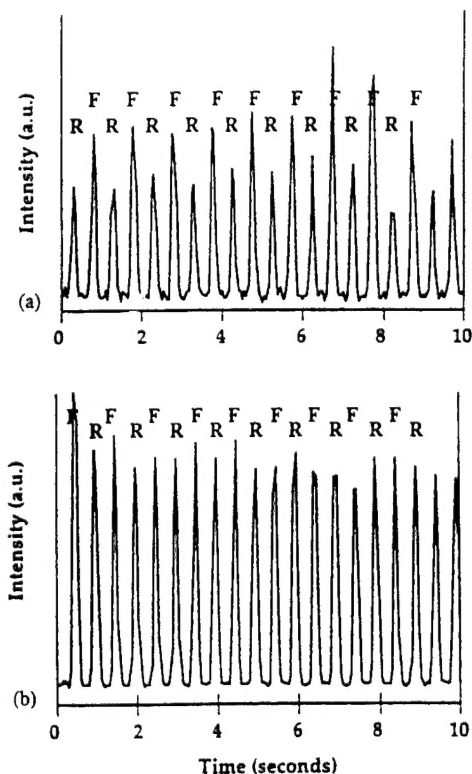 (a)
Intensity (a.u.)
F F F F F F F F F
R R R R R R R R R
0 2 4 6 8 10
(b)
Intensity (a.u.)
F F F F F F F F F
R R R R R R R R R
0 2 4 6 8 10
Time (seconds)